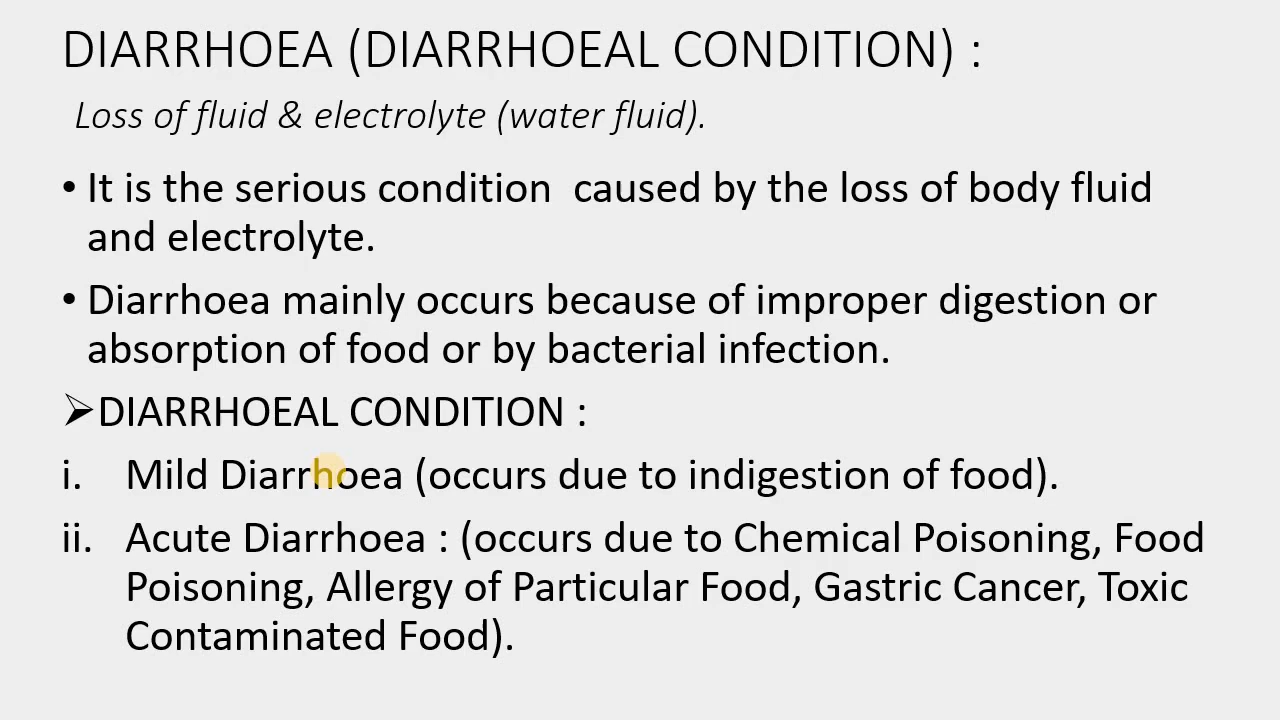 DIARRHOEA (DIARRHOEAL CONDITION) :
Loss of fluid & electrolyte (water fluid).
• It is the serious condition  caused by the loss of body fluid
and electrolyte.
• Diarrhoea mainly occurs because of improper digestion or
absorption of food or by bacterial infection.
➢DIARRHOEAL CONDITION :
i. Mild Diarrhoea (occurs due to indigestion of food).
ii. Acute Diarrhoea : (occurs due to Chemical Poisoning, Food
Poisoning, Allergy of Particular Food, Gastric Cancer, Toxic
Contaminated Food).